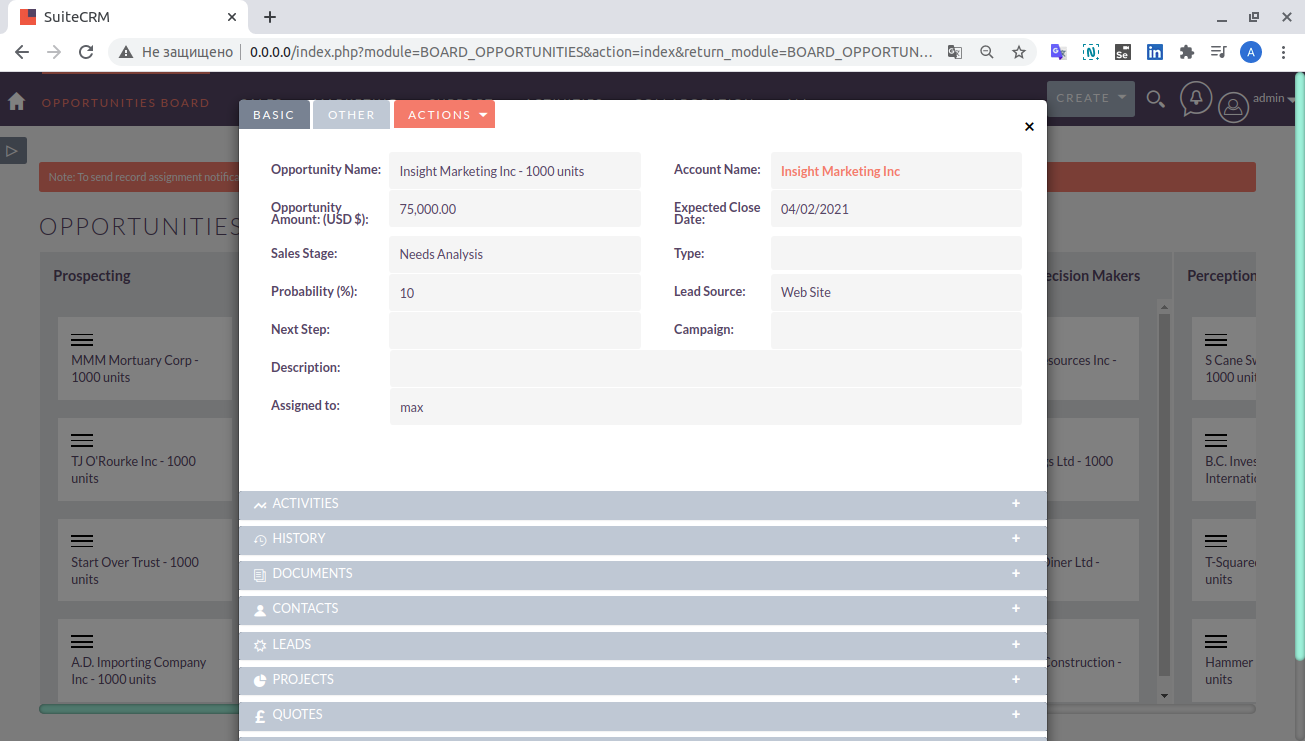 SuiteCRM
Не защищено
0.0.0.0/index.php?module=BOARD_OPPORTUNITIES&action=index&return_module=BOARD_OPPORTUN...
A
OPPORTUNITIES BOARD
CREATE
admin
BASIC
OTHER
ACTIONS
Note: To send record assignment notifica
OPPORTUNITIES
Opportunity Name:
Insight Marketing Inc - 1000 units
Account Name:
Insight Marketing Inc
Opportunity
Amount: (USD $):
75,000.00
Expected Close
Date:
04/02/2021
Sales Stage:
Needs Analysis
Type:
Probability (%):
10
Lead Source:
Web Site
Next Step:
Campaign:
Description:
Assigned to:
max
Prospecting
MMM Mortuary Corp -
1000 units
TJ O'Rourke Inc - 1000
units
Start Over Trust - 1000
units
A.D. Importing Company
Inc - 1000 units
ecision Makers
sources Inc -
s Ltd - 1000
Diner Ltd -
Construction -
Perception
S Cane Sw
1000 unit
B.C. Inves
Internatio
T-Square
units
Hammer
units
ACTIVITIES
HISTORY
DOCUMENTS
CONTACTS
LEADS
PROJECTS
QUOTES